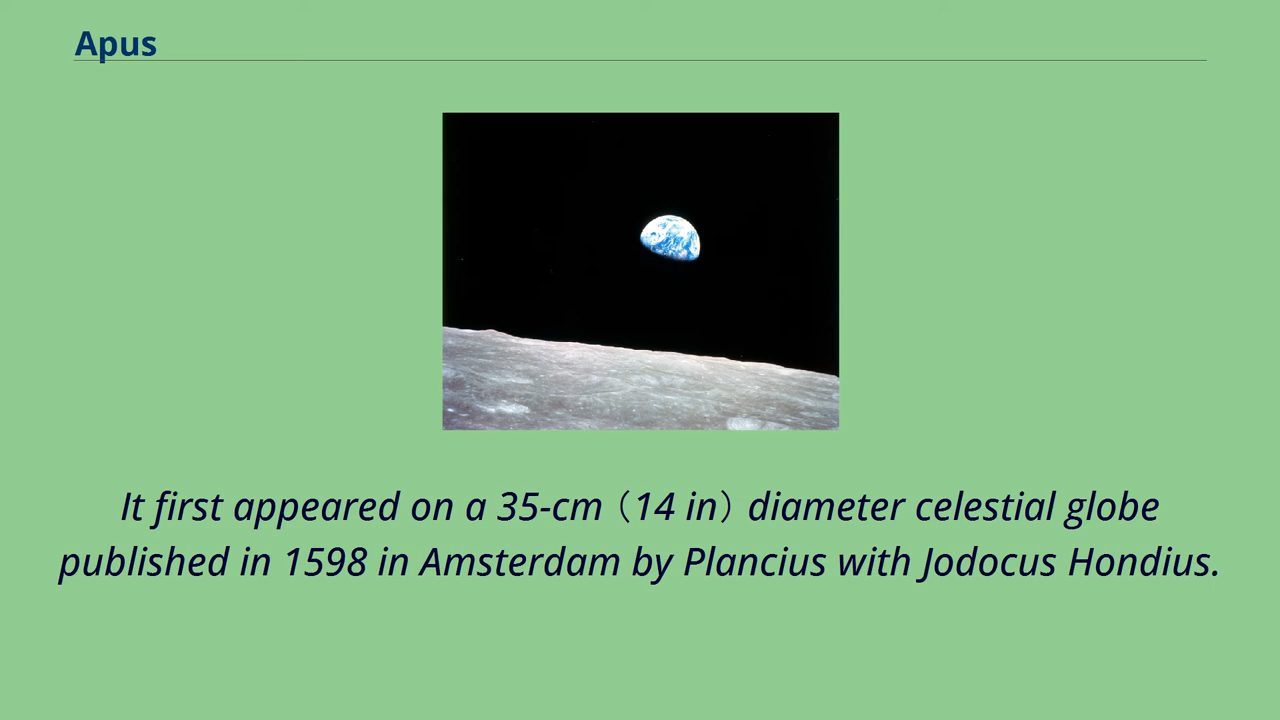 Apus
It first appeared on a 35-cm（14 in）diameter celestial globe
published in 1598 in Amsterdam by Plancius with Jodocus Hondius.